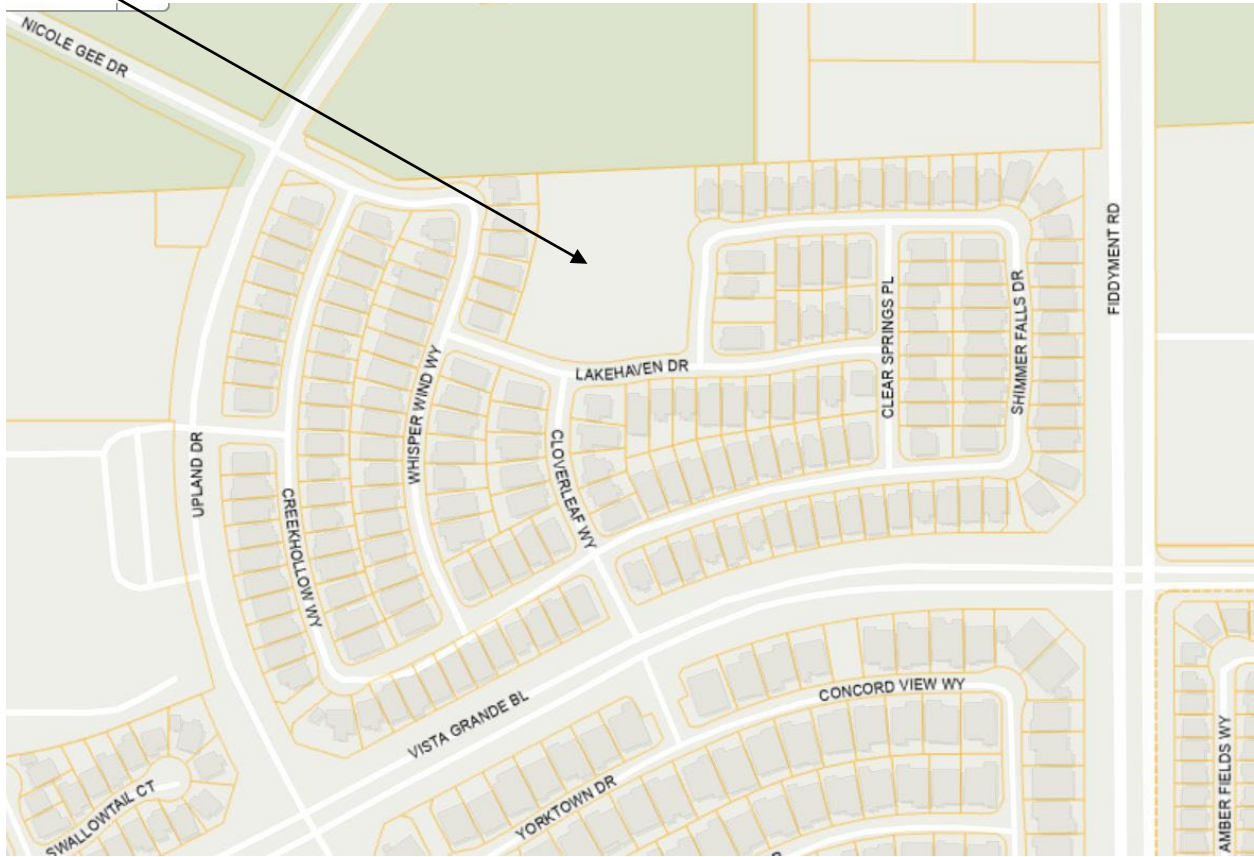 NICOLE GEE DR
FIDDYMENT RD
LAKEHAVEN DR
CLEAR SPRINGS PL
SHIMMER FALLS DR
WHISPER WIND WY
CLOVERLEAF WY
UPLAND DR
CREEKHOLLOW WY
VISTA GRANDE BL
CONCORD VIEW WY
YORKTOWN DR
SWALLOWTAIL CT
AMBER FIELDS WY